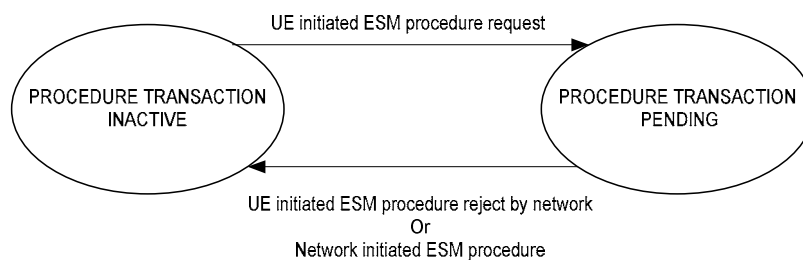 UE initiated ESM procedure request
PROCEDURE TRANSACTION
INACTIVE
PROCEDURE TRANSACTION
PENDING
UE initiated ESM procedure reject by network
Or
Network initiated ESM procedure